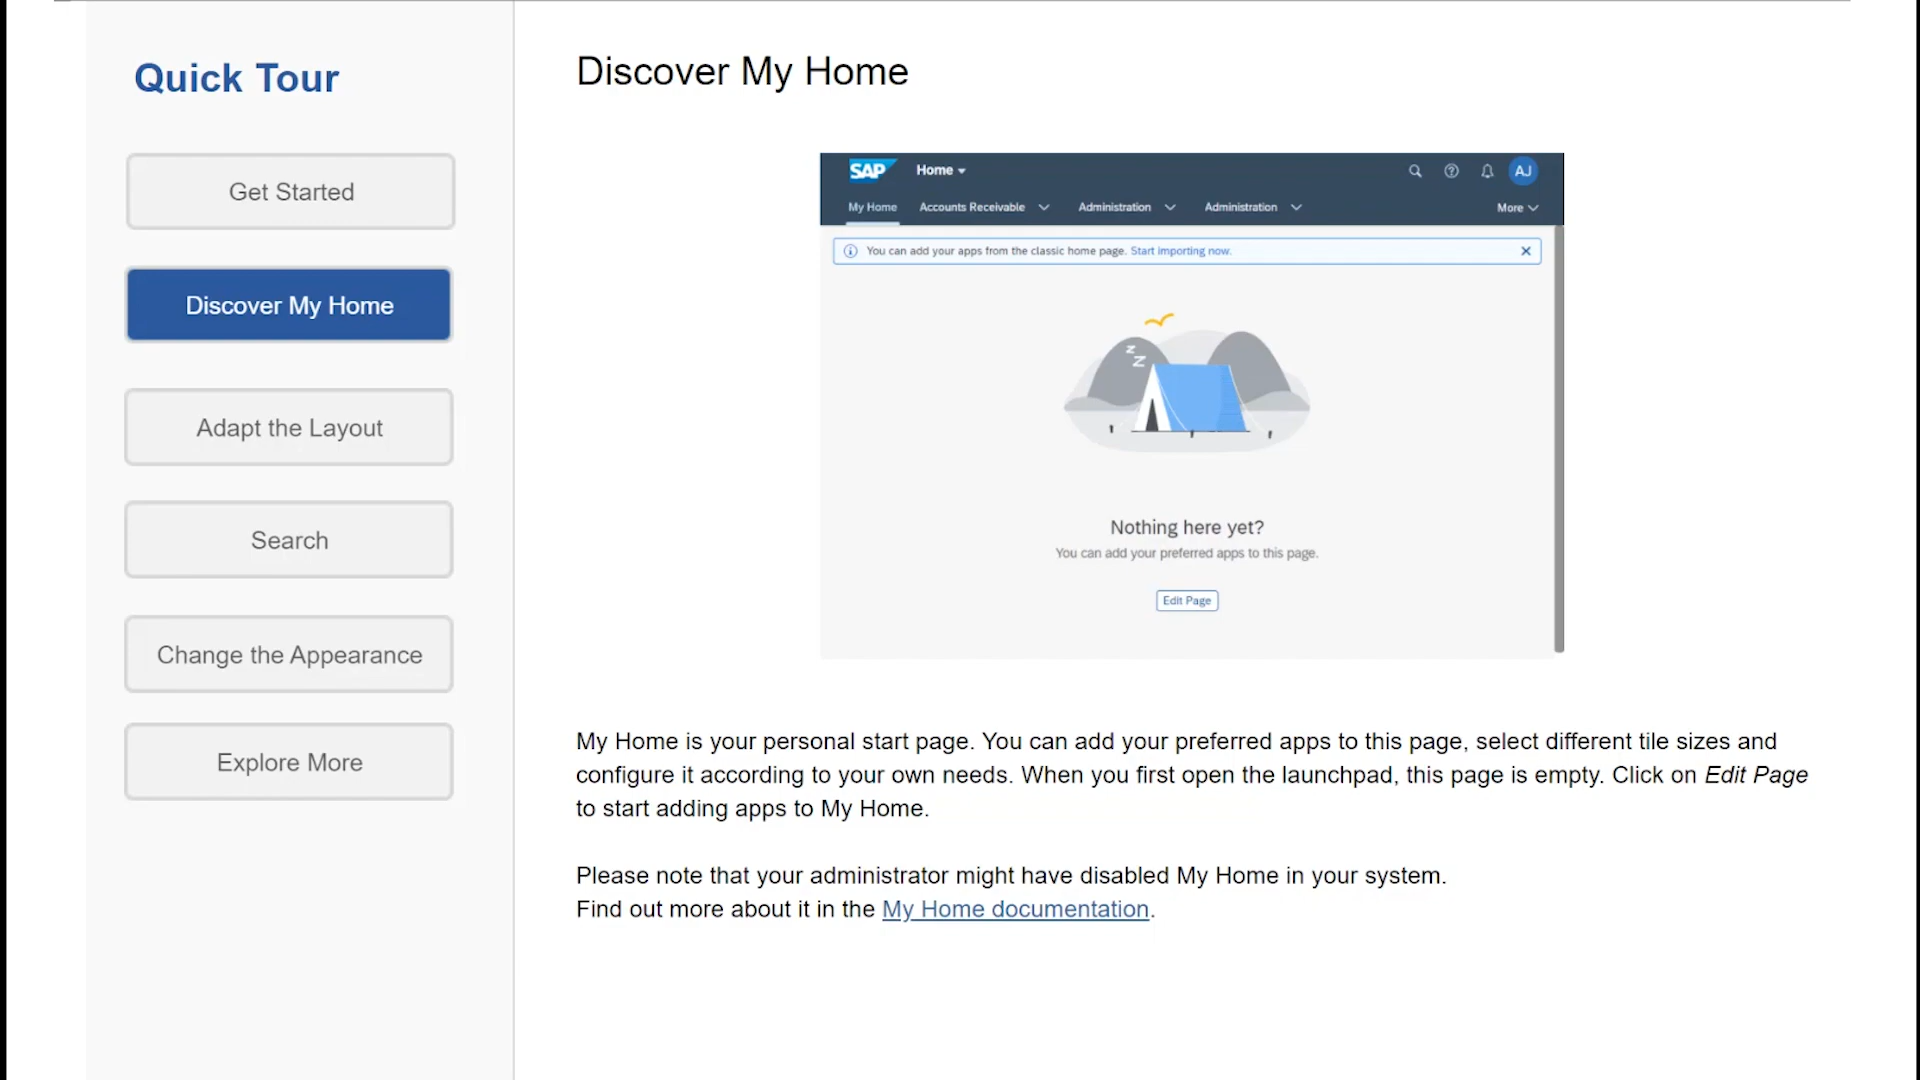 Quick Tour
Get Started
Discover My Home
Adapt the Layout
Search
Change the Appearance
Explore More
Discover My Home
SAP Home
AJ
My Home Accounts Receivable Administration Administration More
You can add your apps from the classic home page. Start importing now.
z
Z
Nothing here yet?
You can add your preferred apps to this page.
Edit Page
My Home is your personal start page. You can add your preferred apps to this page, select different tile sizes and
configure it according to your own needs. When you first open the launchpad, this page is empty. Click on Edit Page
to start adding apps to My Home.
Please note that your administrator might have disabled My Home in your system.
Find out more about it in the My Home documentation.